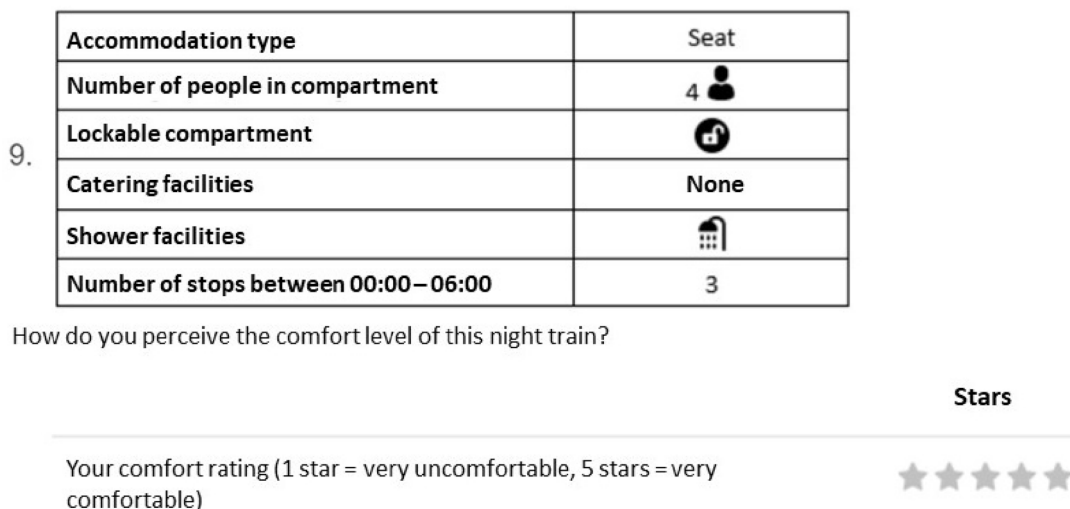 Accommodation type Seat
Number of people in compartment 4
Lockable compartment
9.
Catering facilities None
Shower facilities
Number of stops between 00:00–06:00 3
How do you perceive the comfort level of this night train?
Stars
Your comfort rating (1 star = very uncomfortable, 5 stars = very
comfortable)